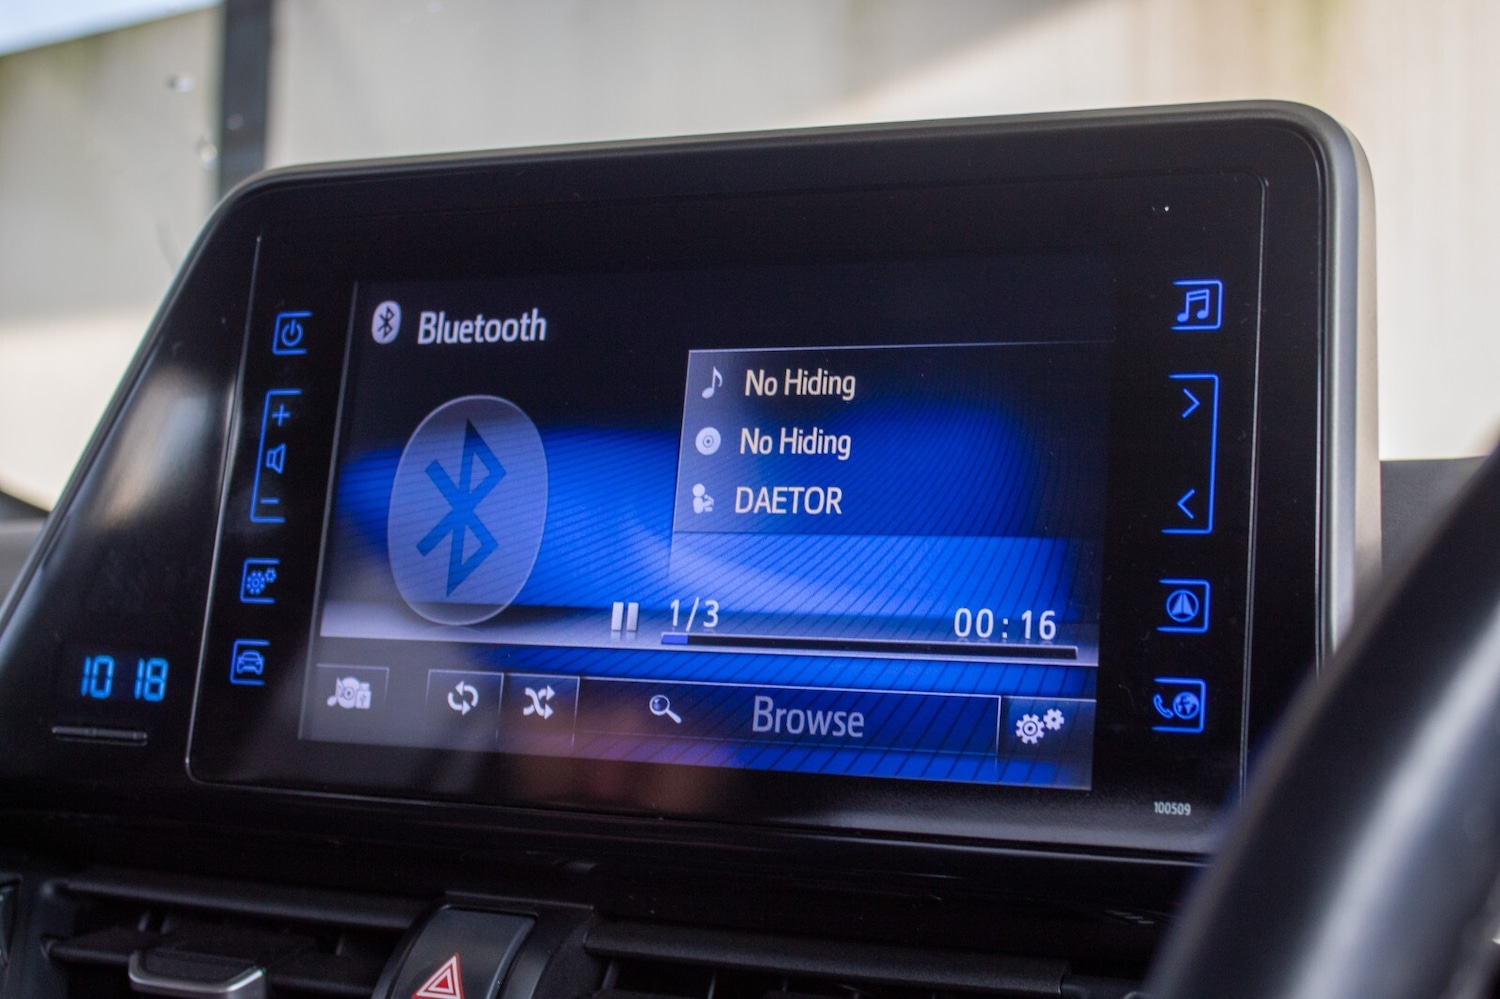 Bluetooth
No Hiding
No Hiding
DAETOR
1/3
00:16
10 18
Browse
100509